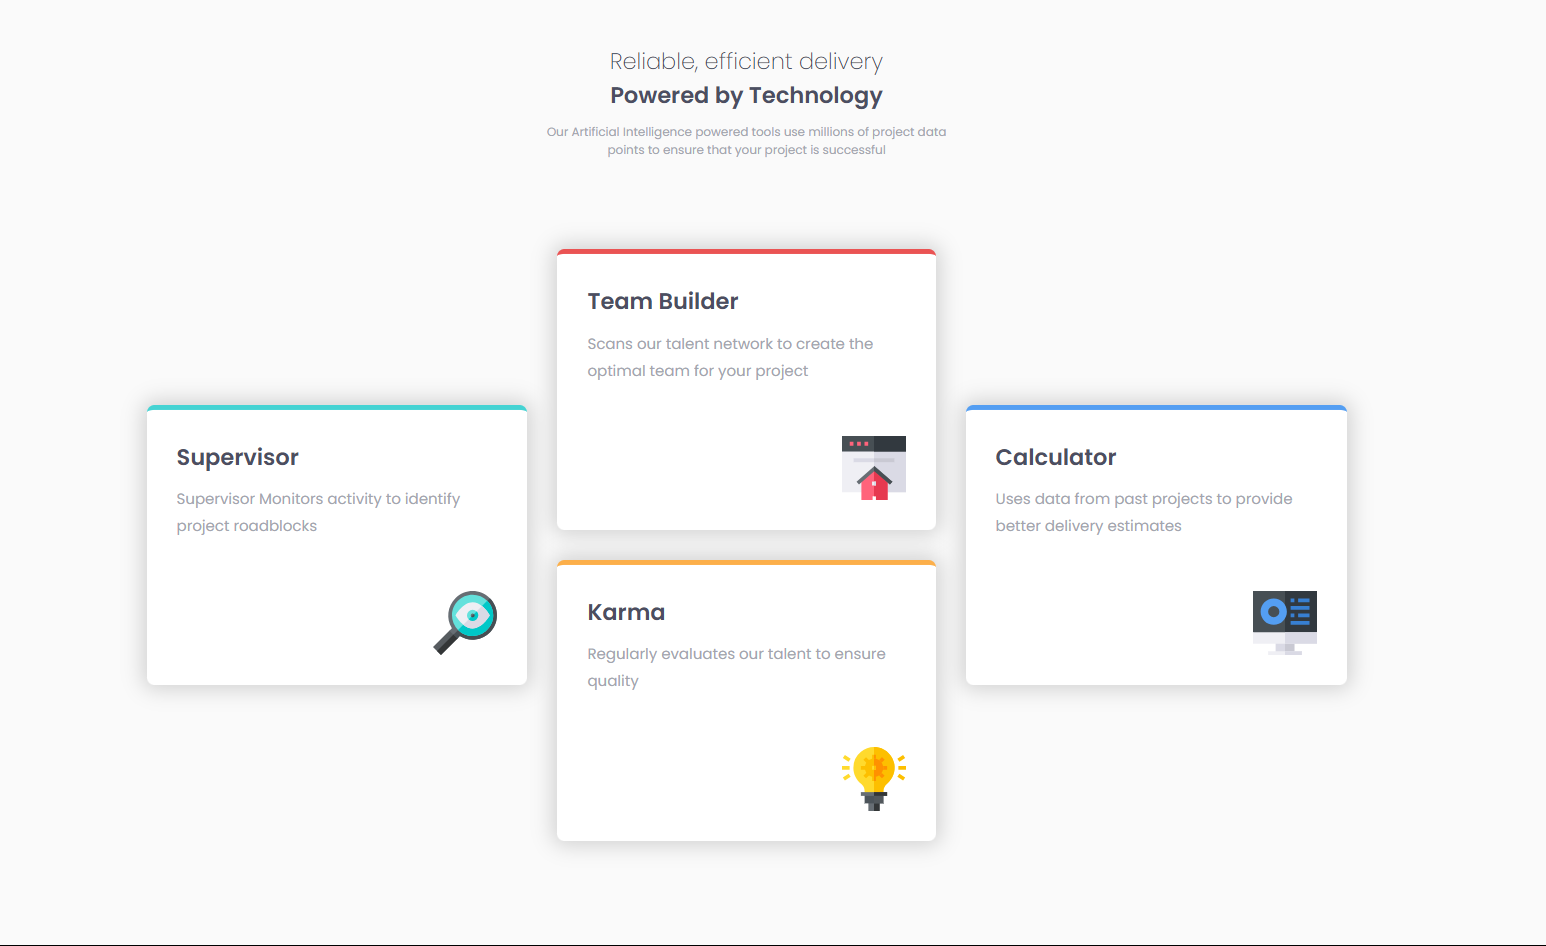 Reliable, efficient delivery
Powered by Technology
Our Artificial Intelligence powered tools use millions of project data
points to ensure that your project is successful
Supervisor
Supervisor Monitors activity to identify
project roadblocks
Team Builder
Scans our talent network to create the
optimal team for your project
Karma
Regularly evaluates our talent to ensure
quality
Calculator
Uses data from past projects to provide
better delivery estimates